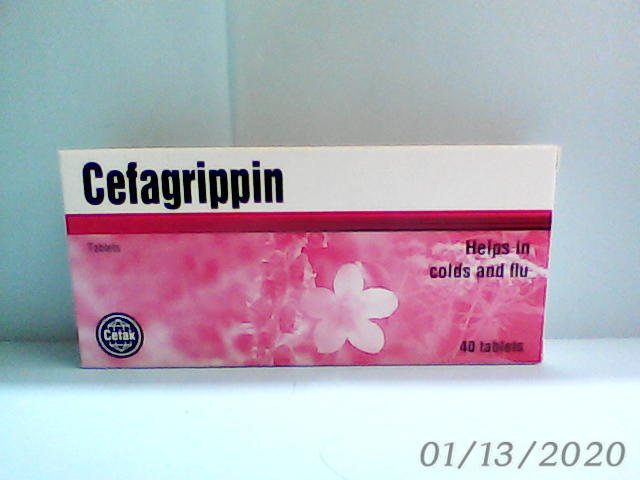 Cefagrippin
Tablets
Helps in
colds and flu
Cefak
40 tablets
01/13/2020